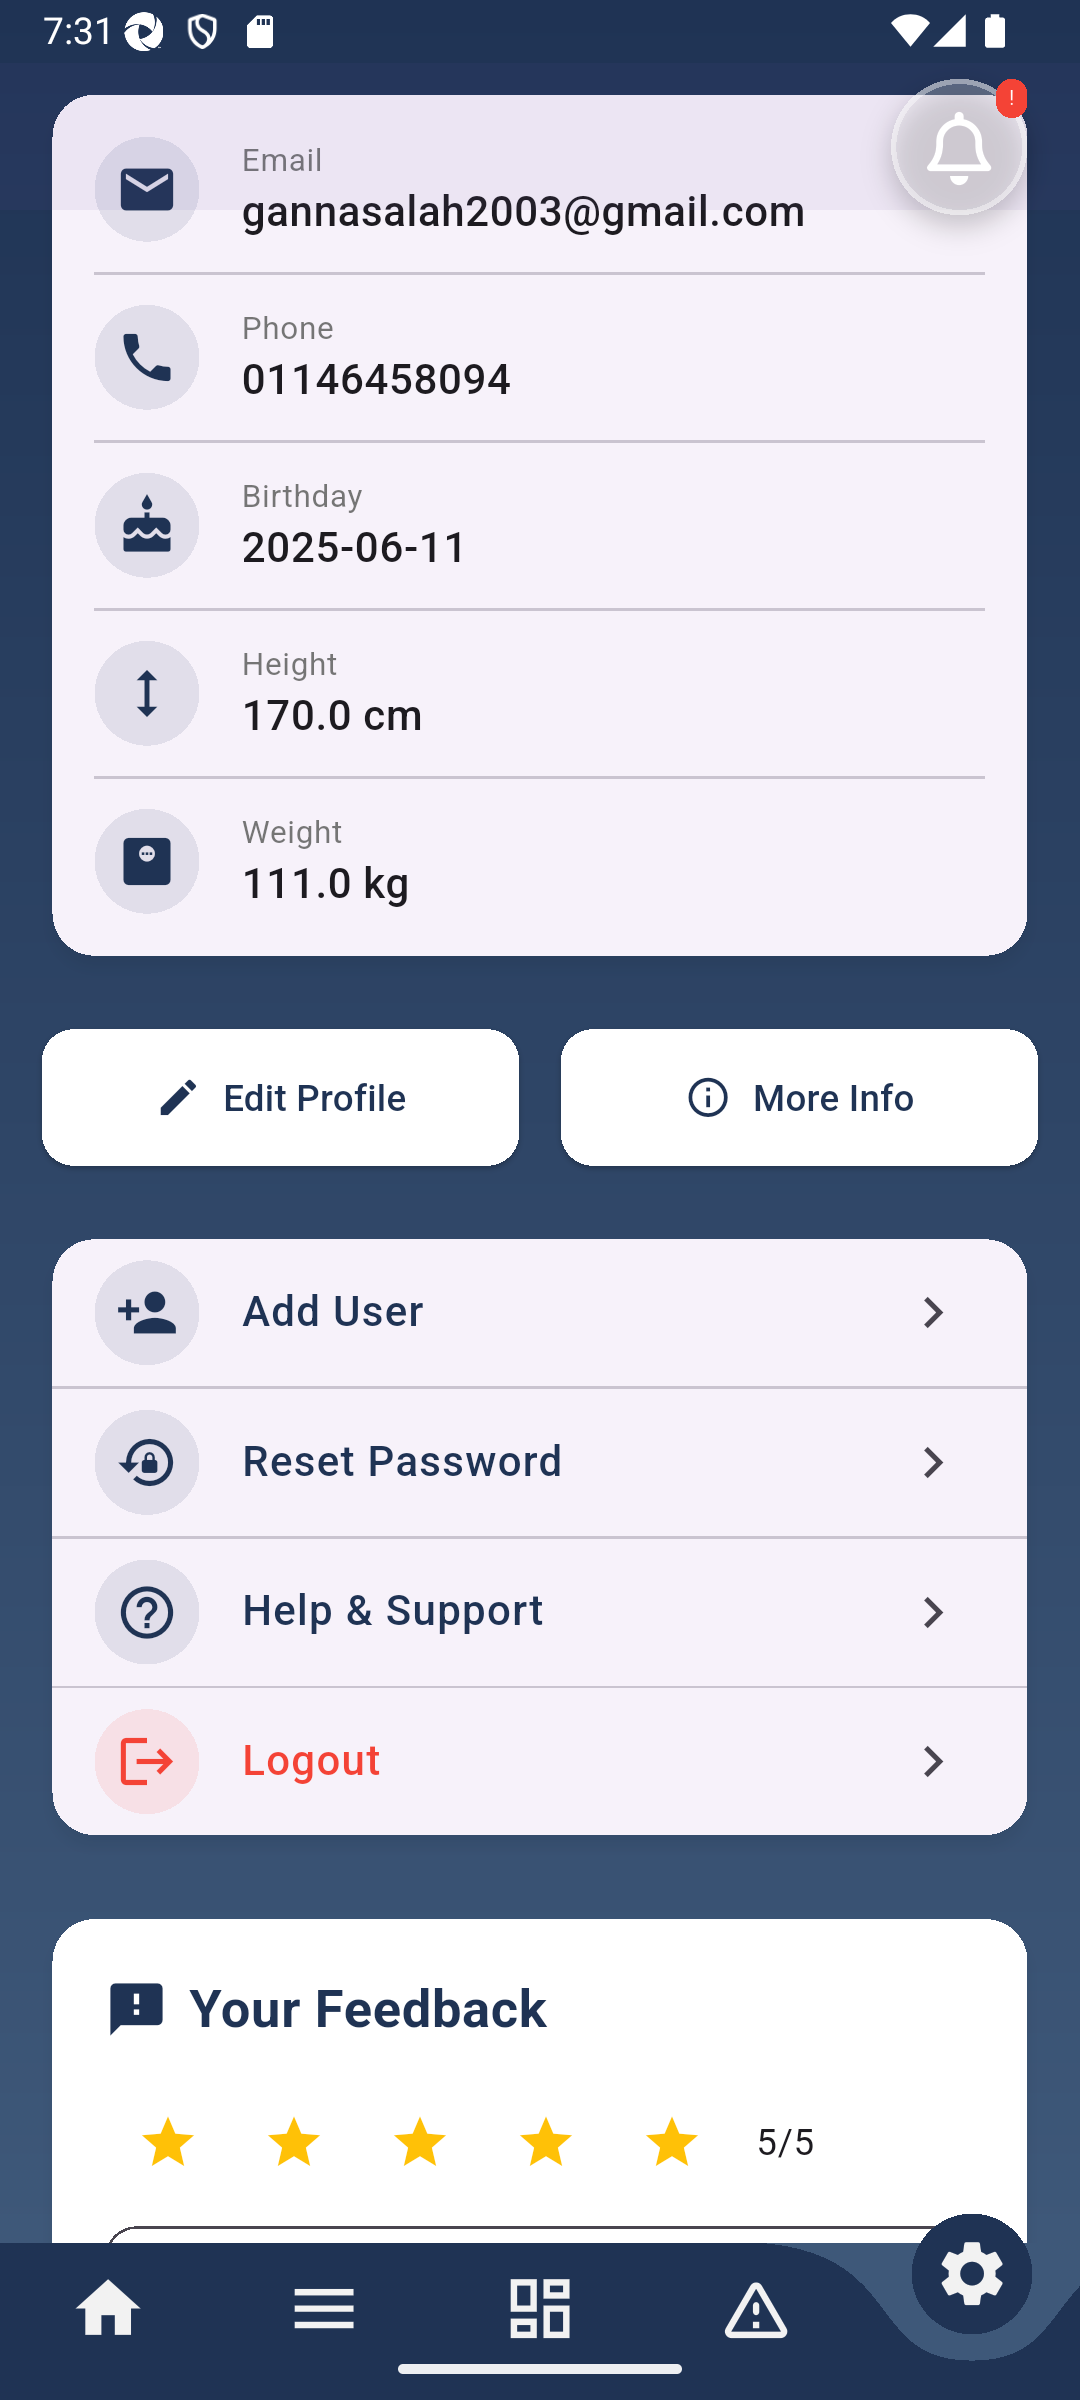 7:31
!
Email
gannasalah2003@gmail.com
Phone
01146458094
Birthday
2025-06-11
Height
170.0 cm
Weight
111.0 kg
Edit Profile
More Info
Add User
Reset Password
Help & Support
Logout
Your Feedback
5/5